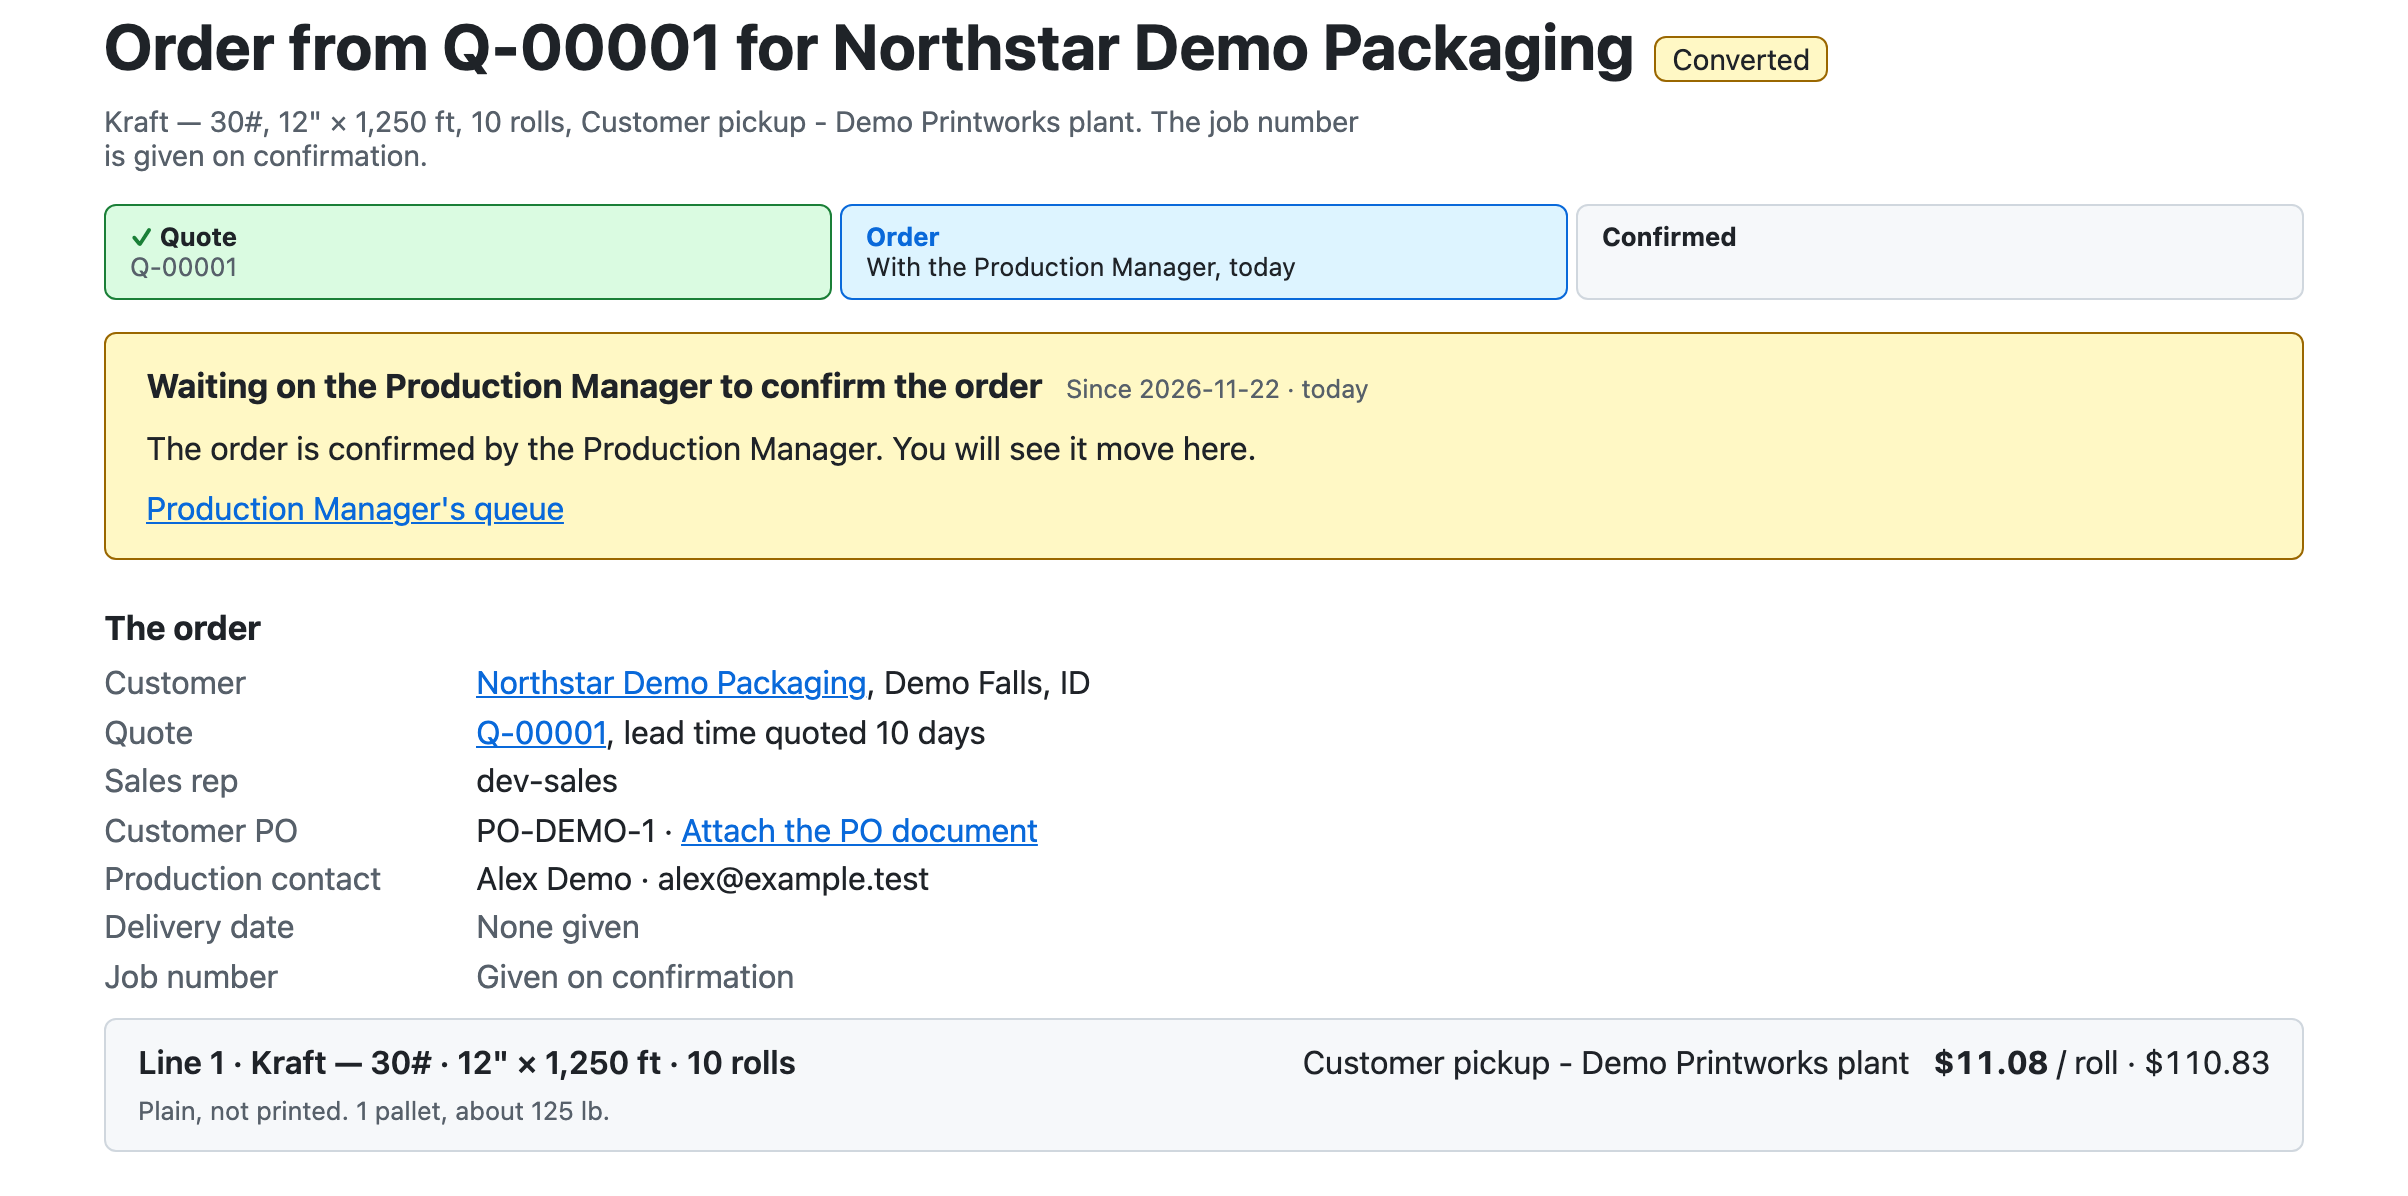 Order from Q-00001 for Northstar Demo Packaging Converted
Kraft — 30#, 12" × 1,250 ft, 10 rolls, Customer pickup - Demo Printworks plant. The job number
is given on confirmation.
✓ Quote
Q-00001
Order
With the Production Manager, today
Confirmed
Waiting on the Production Manager to confirm the order Since 2026-11-22 · today
The order is confirmed by the Production Manager. You will see it move here.
Production Manager's queue
The order
Customer Northstar Demo Packaging, Demo Falls, ID
Quote Q-00001, lead time quoted 10 days
Sales rep dev-sales
Customer PO PO-DEMO-1 · Attach the PO document
Production contact Alex Demo · alex@example.test
Delivery date None given
Job number Given on confirmation
Line 1 · Kraft — 30# · 12" × 1,250 ft · 10 rolls Customer pickup - Demo Printworks plant $11.08 / roll · $110.83
Plain, not printed. 1 pallet, about 125 lb.